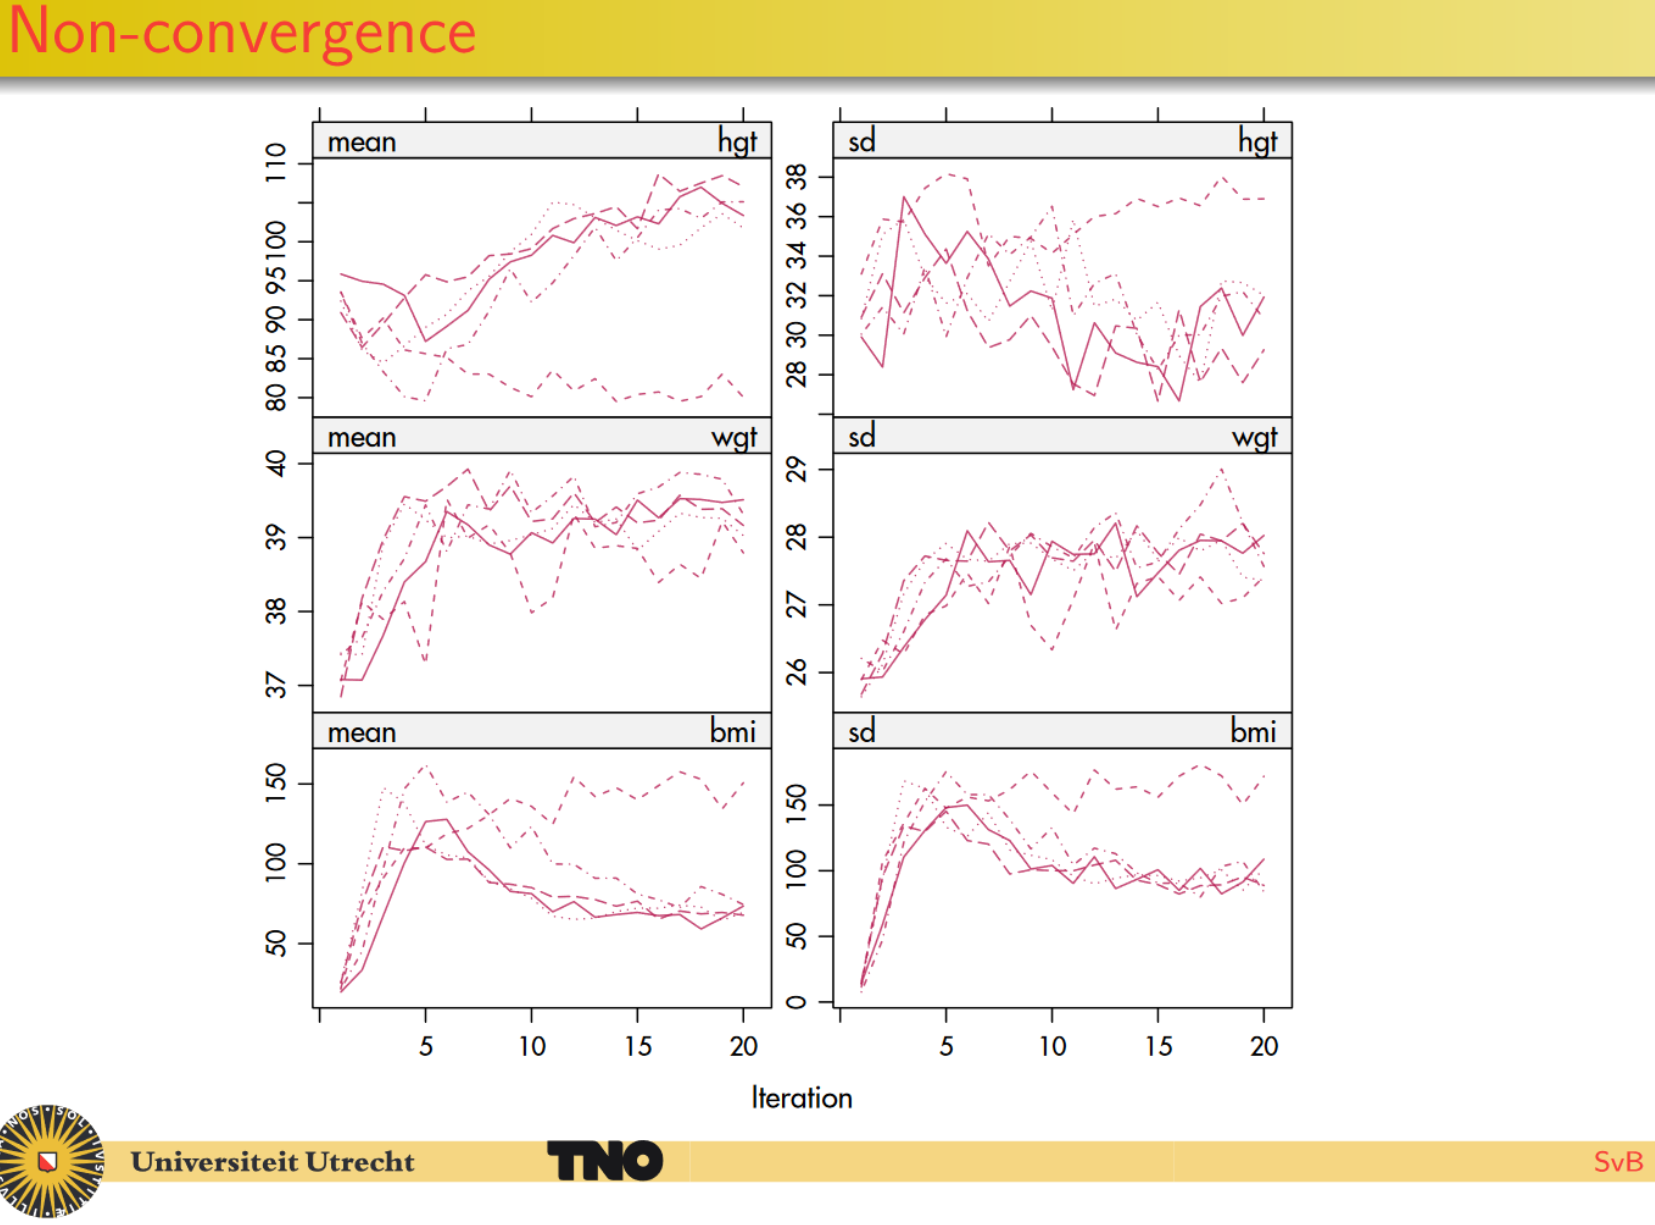 Non-convergence
mean hgt
sd hgt
110
100
95
90
85
80
38
36
34
32
30
28
mean wgt
sd wgt
40
39
38
37
29
28
27
26
mean bmi
sd bmi
150
100
50
150
100
50
0
5 10 15 20
5 10 15 20
Iteration
Universiteit Utrecht
TNO
SvB